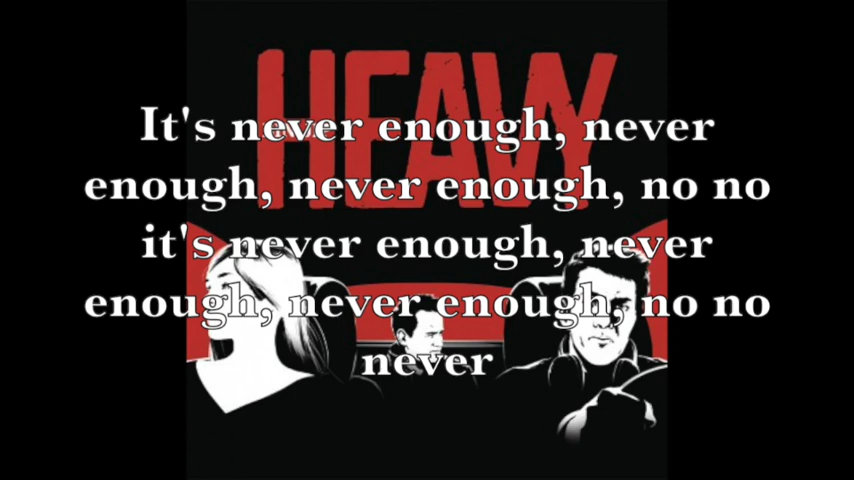 HEAVY
It's never enough, never
enough, never enough, no no
it's never enough, never
enough, never enough, no no
never